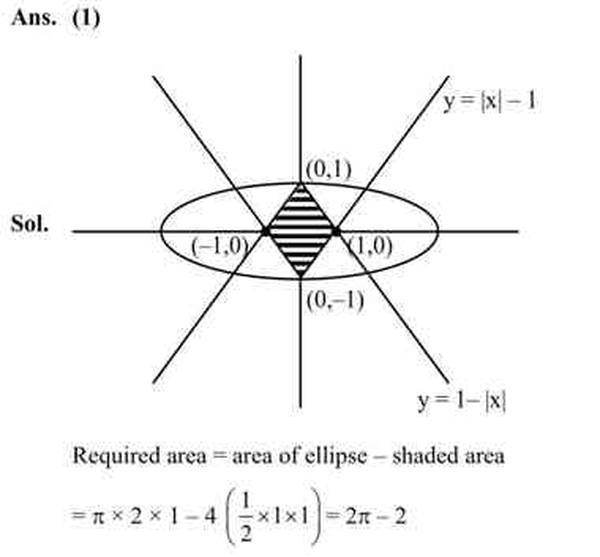 Ans. (1)
y = |x| – 1
(0,1)
Sol.
(–1,0)
(1,0)
(0,–1)
y = 1– |x|
Required area = area of ellipse – shaded area
= π × 2 × 1 – 4 (1/2 ×1×1) = 2π – 2